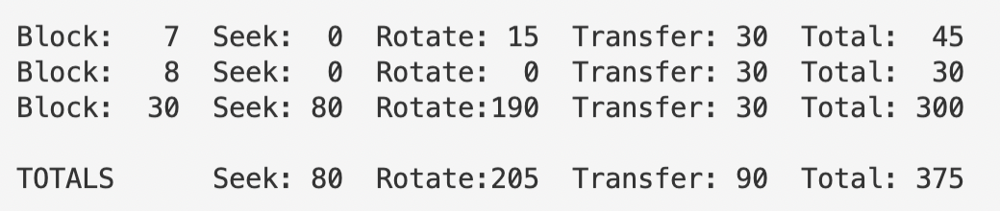 Block:   7  Seek:  0  Rotate: 15  Transfer: 30  Total:  45
Block:   8  Seek:  0  Rotate:  0  Transfer: 30  Total:  30
Block:  30  Seek: 80  Rotate:190  Transfer: 30  Total: 300
TOTALS      Seek: 80  Rotate:205  Transfer: 90  Total: 375